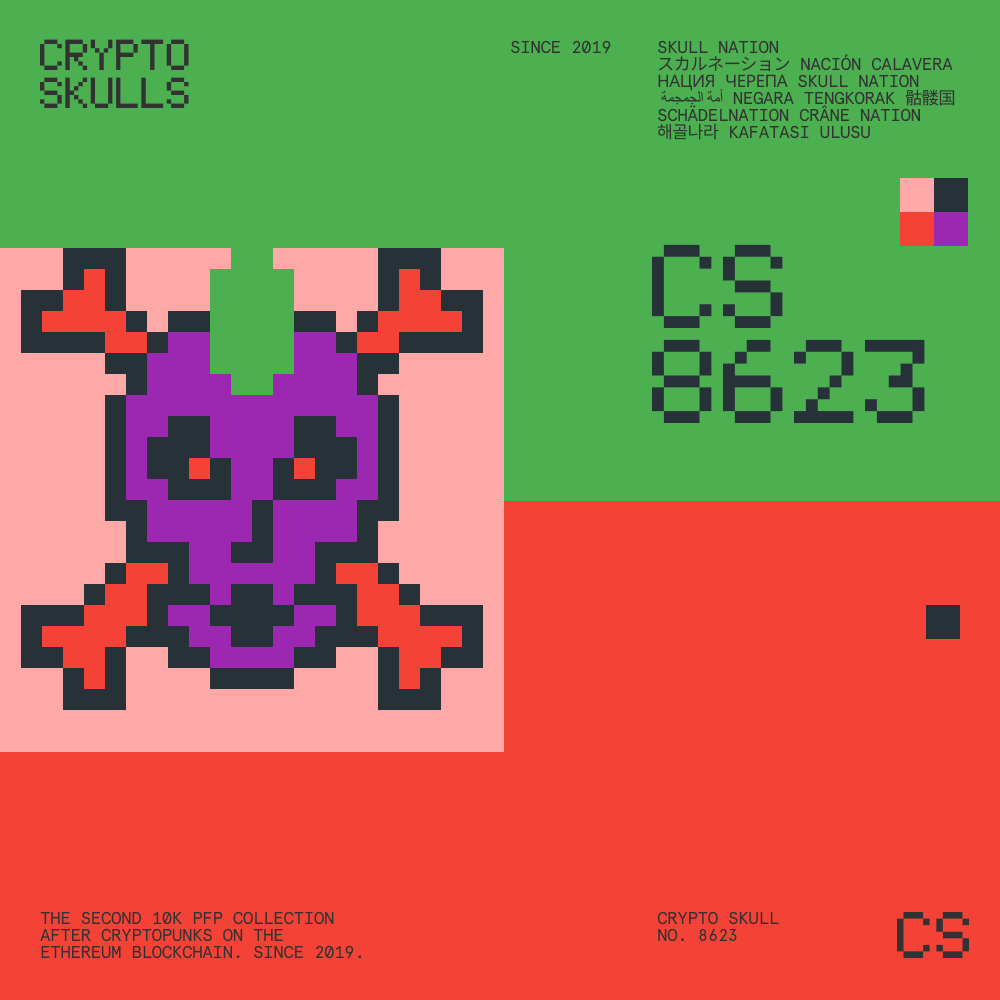 CRYPTO
SKULLS
SINCE 2019
SKULL NATION
スカルネーション NACIÓN CALAVERA
НАЦИЯ ЧЕРЕПА SKULL NATION
أمة الجمجمة NEGARA TENGKORAK 骷髅国
SCHÄDELNATION CRÂNE NATION
해골나라 KAFATASI ULUSU
CS
8623
THE SECOND 10K PFP COLLECTION
AFTER CRYPTOPUNKS ON THE
ETHEREUM BLOCKCHAIN. SINCE 2019.
CRYPTO SKULL
NO. 8623
CS